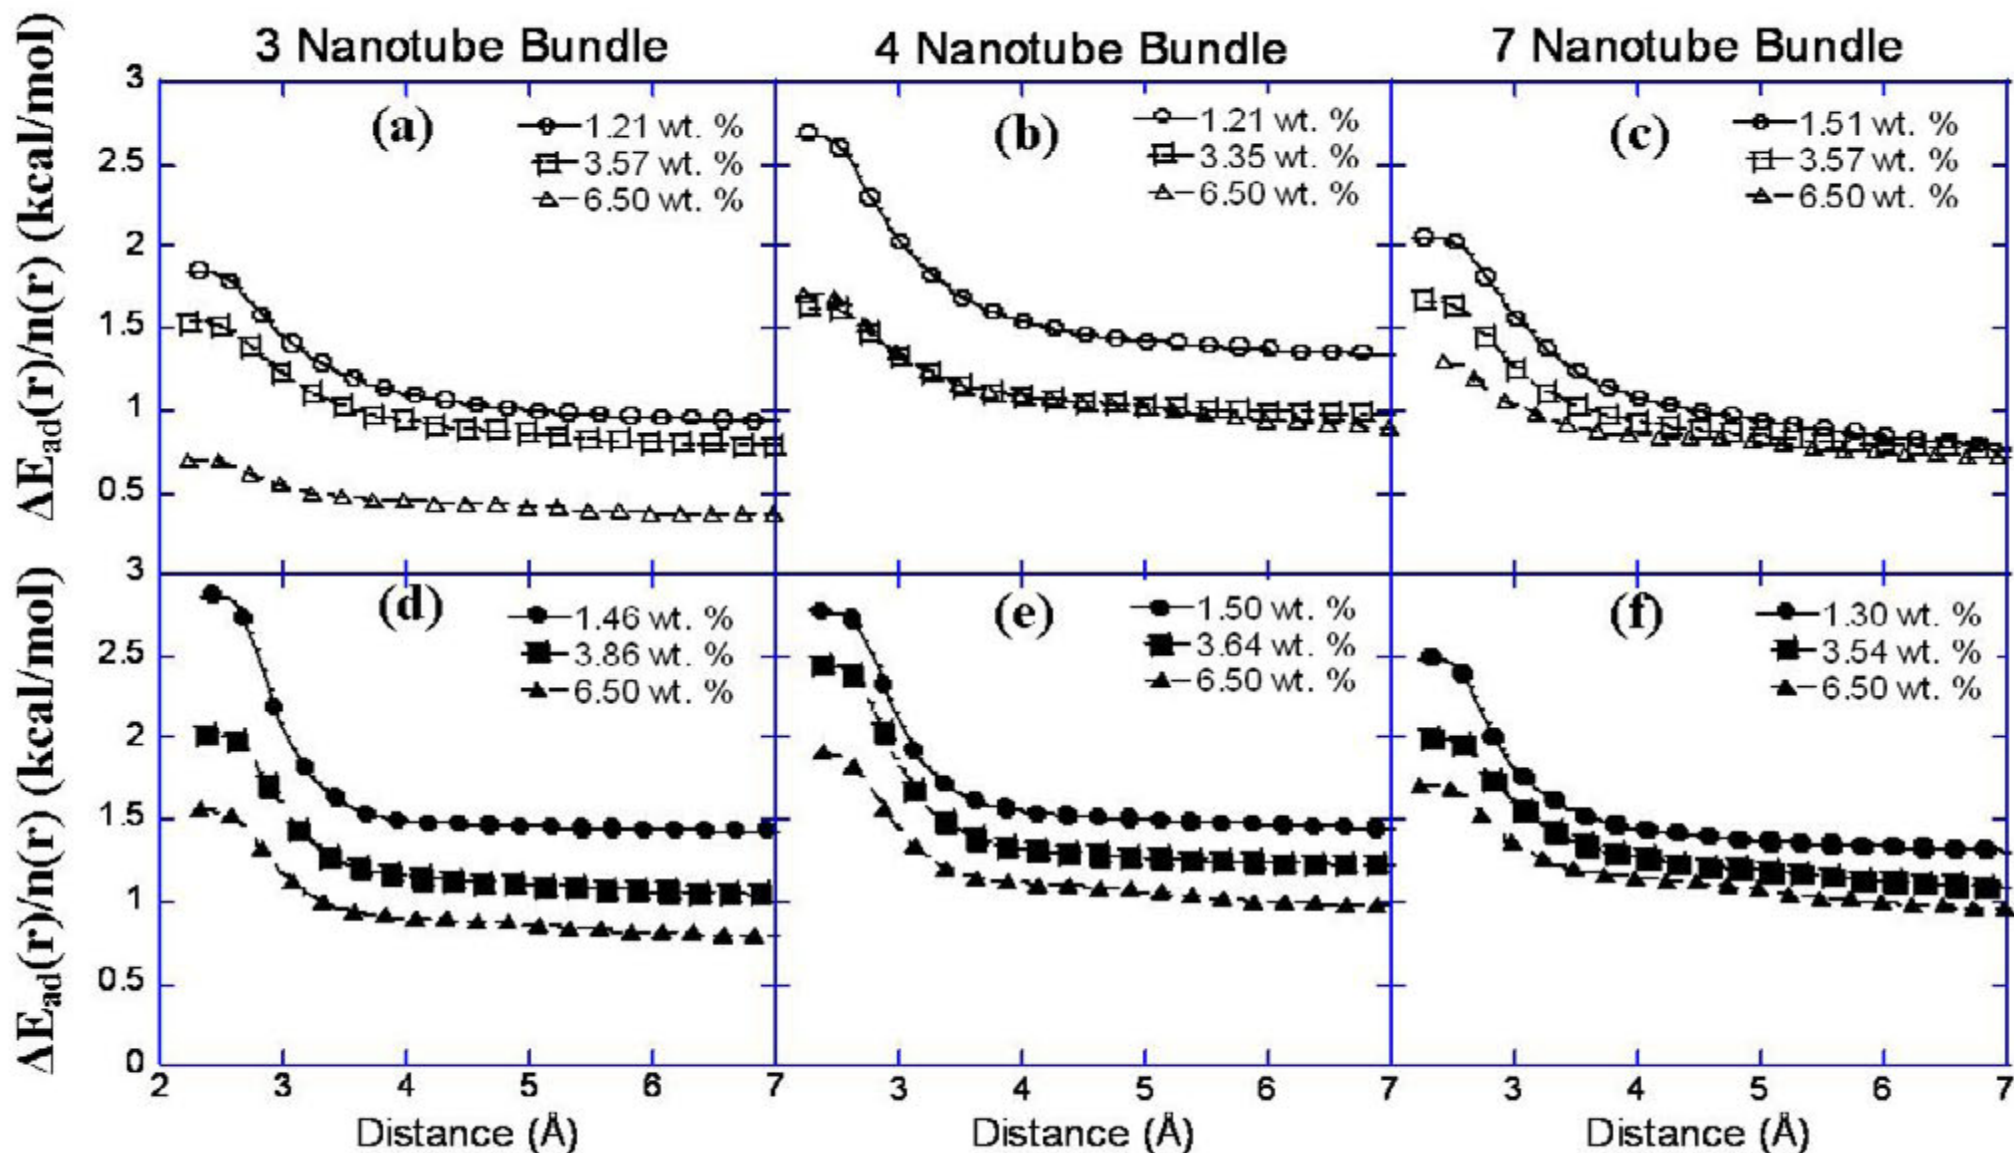 3 Nanotube Bundle
4 Nanotube Bundle
7 Nanotube Bundle
ΔE_ad(r)/n(r) (kcal/mol)
3
2.5
2
1.5
1
0.5
(a)
1.21 wt. %
3.57 wt. %
6.50 wt. %
(b)
1.21 wt. %
3.35 wt. %
6.50 wt. %
(c)
1.51 wt. %
3.57 wt. %
6.50 wt. %
ΔE_ad(r)/n(r) (kcal/mol)
3
2.5
2
1.5
1
0.5
0
(d)
1.46 wt. %
3.86 wt. %
6.50 wt. %
(e)
1.50 wt. %
3.64 wt. %
6.50 wt. %
(f)
1.30 wt. %
3.54 wt. %
6.50 wt. %
2 3 4 5 6 7
3 4 5 6 7
3 4 5 6 7
Distance (Å)
Distance (Å)
Distance (Å)